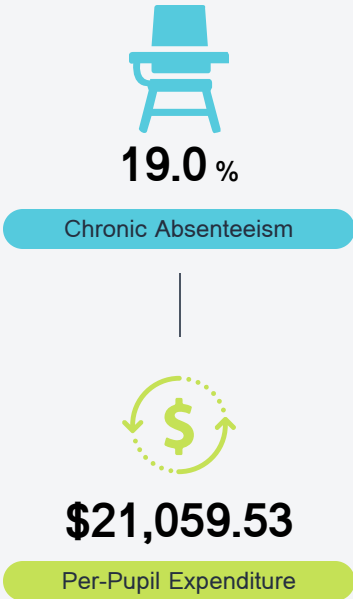 19.0 %
Chronic Absenteeism
$
$21,059.53
Per-Pupil Expenditure